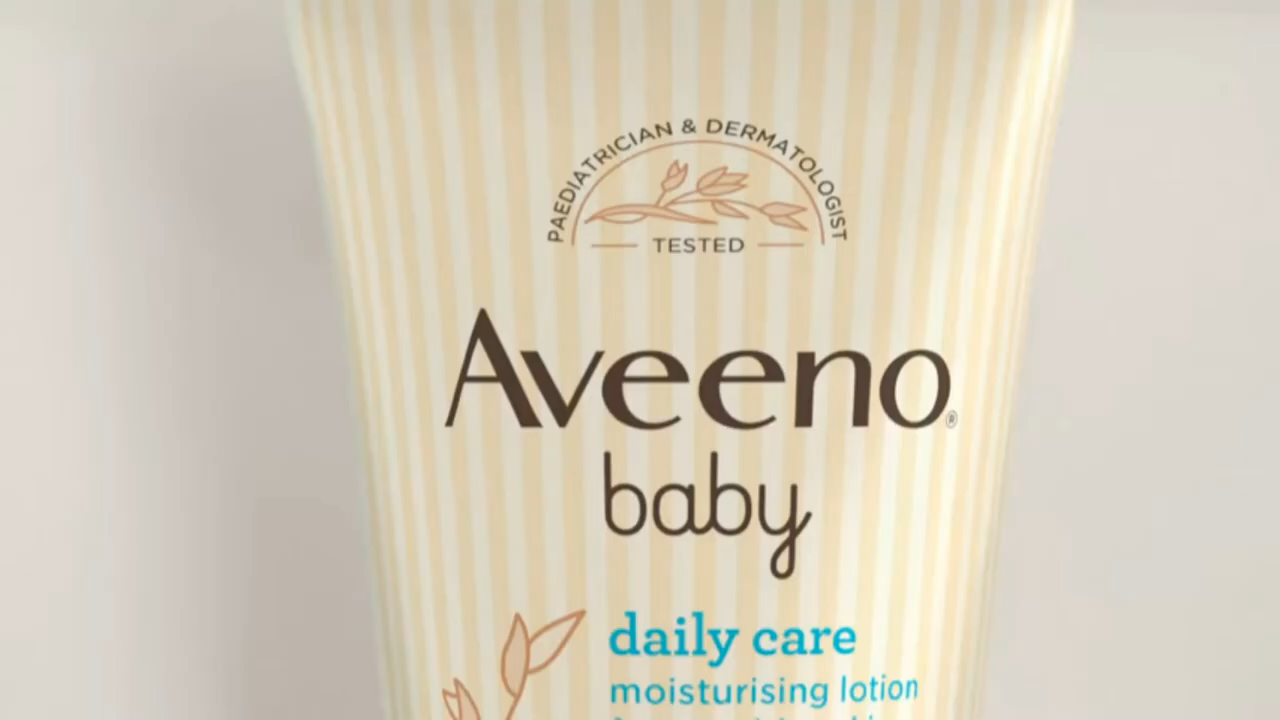 PAEDIATRICIAN & DERMATOLOGIST
TESTED
Aveeno®
baby
daily care
moisturising lotion